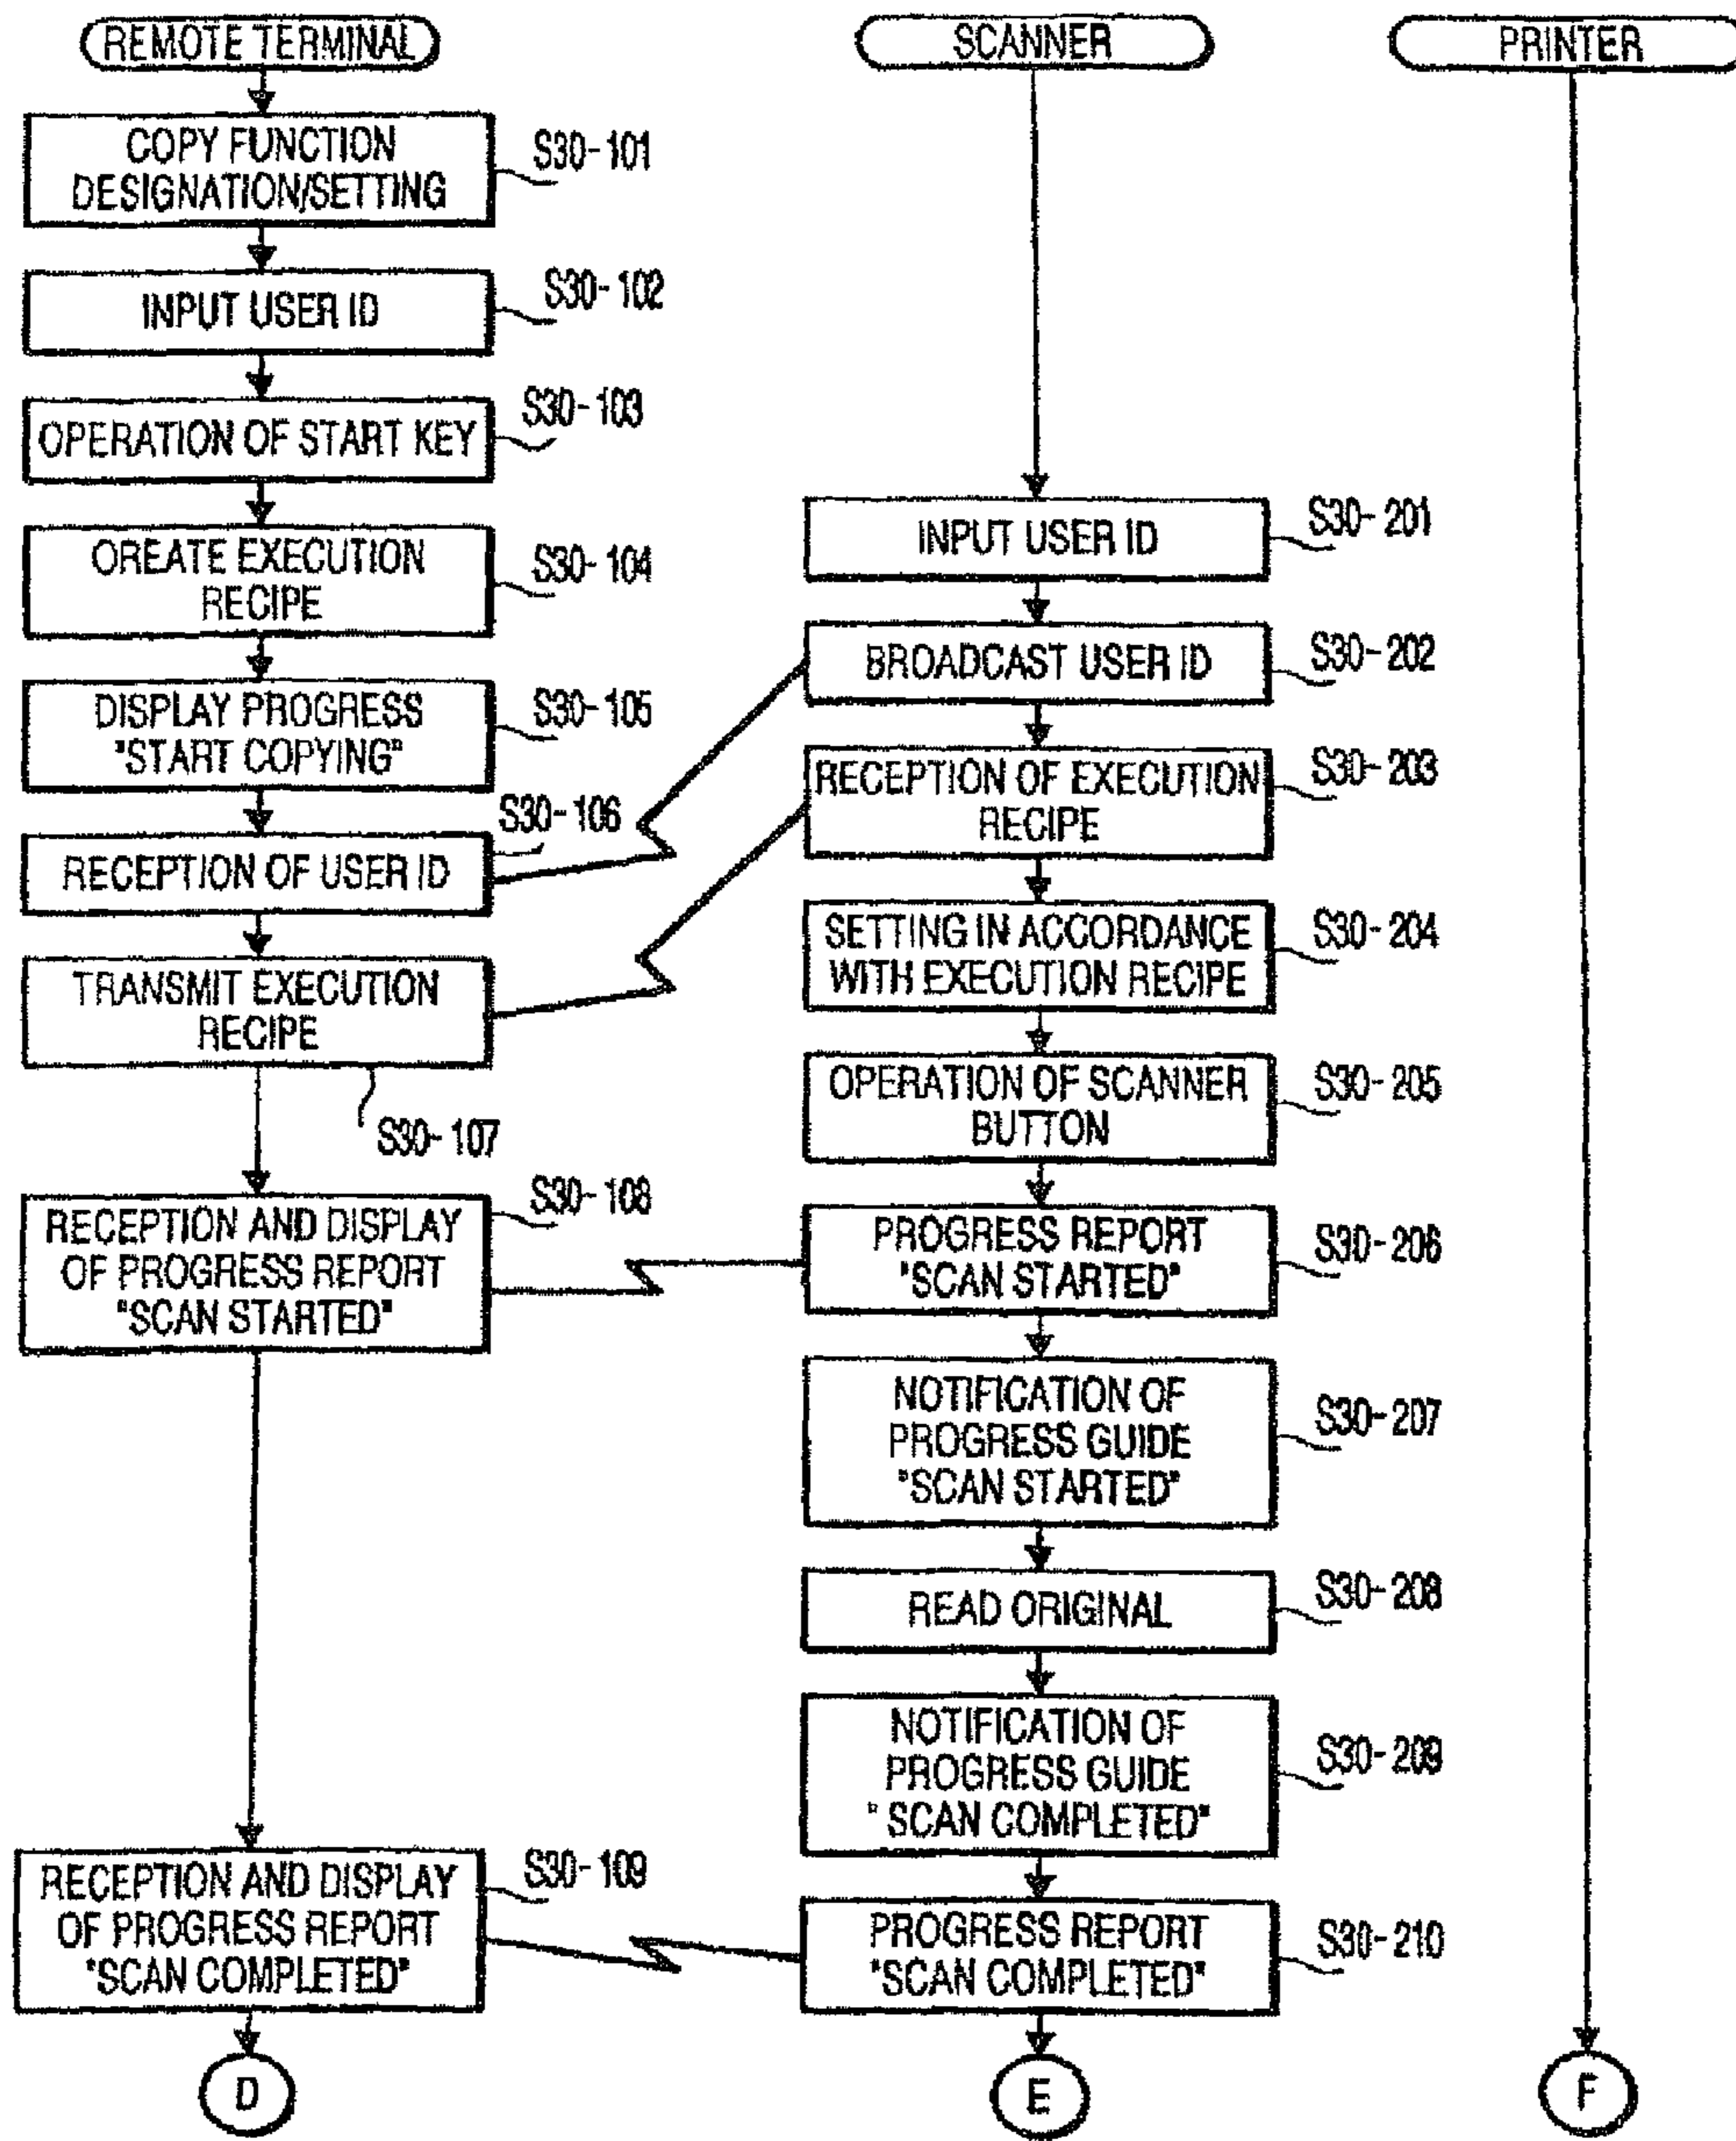 REMOTE TERMINAL
COPY FUNCTION
DESIGNATION/SETTING
S30-101
INPUT USER ID
S30-102
OPERATION OF START KEY
S30-103
OREATE EXECUTION
RECIPE
S30-104
DISPLAY PROGRESS
"START COPYING"
S30-105
RECEPTION OF USER ID
S30-106
TRANSMIT EXECUTION
RECIPE
S30-107
RECEPTION AND DISPLAY
OF PROGRESS REPORT
"SCAN STARTED"
S30-108
RECEPTION AND DISPLAY
OF PROGRESS REPORT
"SCAN COMPLETED"
S30-109
D
SCANNER
INPUT USER ID
S30-201
BROADCAST USER ID
S30-202
RECEPTION OF EXECUTION
RECIPE
S30-203
SETTING IN ACCORDANCE
WITH EXECUTION RECIPE
S30-204
OPERATION OF SCANNER
BUTTON
S30-205
PROGRESS REPORT
"SCAN STARTED"
S30-206
NOTIFICATION OF
PROGRESS GUIDE
"SCAN STARTED"
S30-207
READ ORIGINAL
S30-208
NOTIFICATION OF
PROGRESS GUIDE
"SCAN COMPLETED"
S30-209
PROGRESS REPORT
"SCAN COMPLETED"
S30-210
E
PRINTER
F